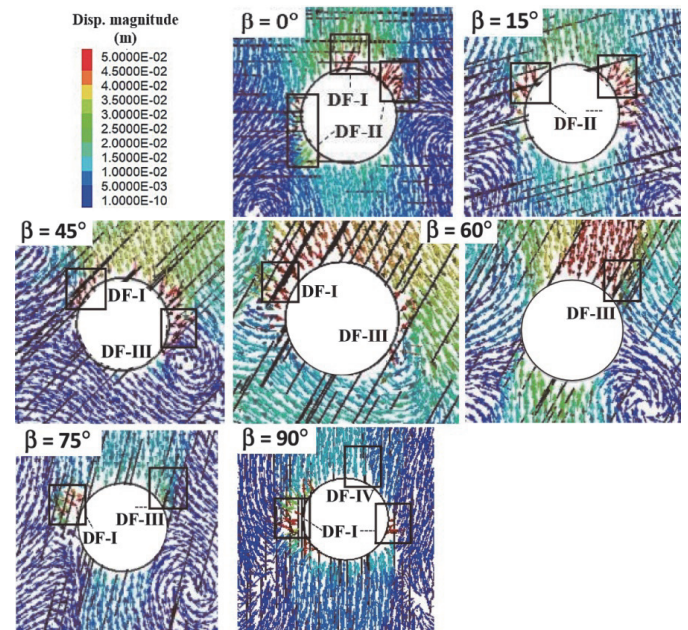 Disp. magnitude
(m)
5.0000E-02
4.5000E-02
4.0000E-02
3.5000E-02
3.0000E-02
2.5000E-02
2.0000E-02
1.5000E-02
1.0000E-02
5.0000E-03
1.0000E-10
β = 0°
DF-I
DF-II
β = 15°
DF-II
β = 45°
DF-I
DF-III
DF-I
DF-III
β = 60°
DF-III
β = 75°
DF-III
DF-I
β = 90°
DF-IV
DF-I